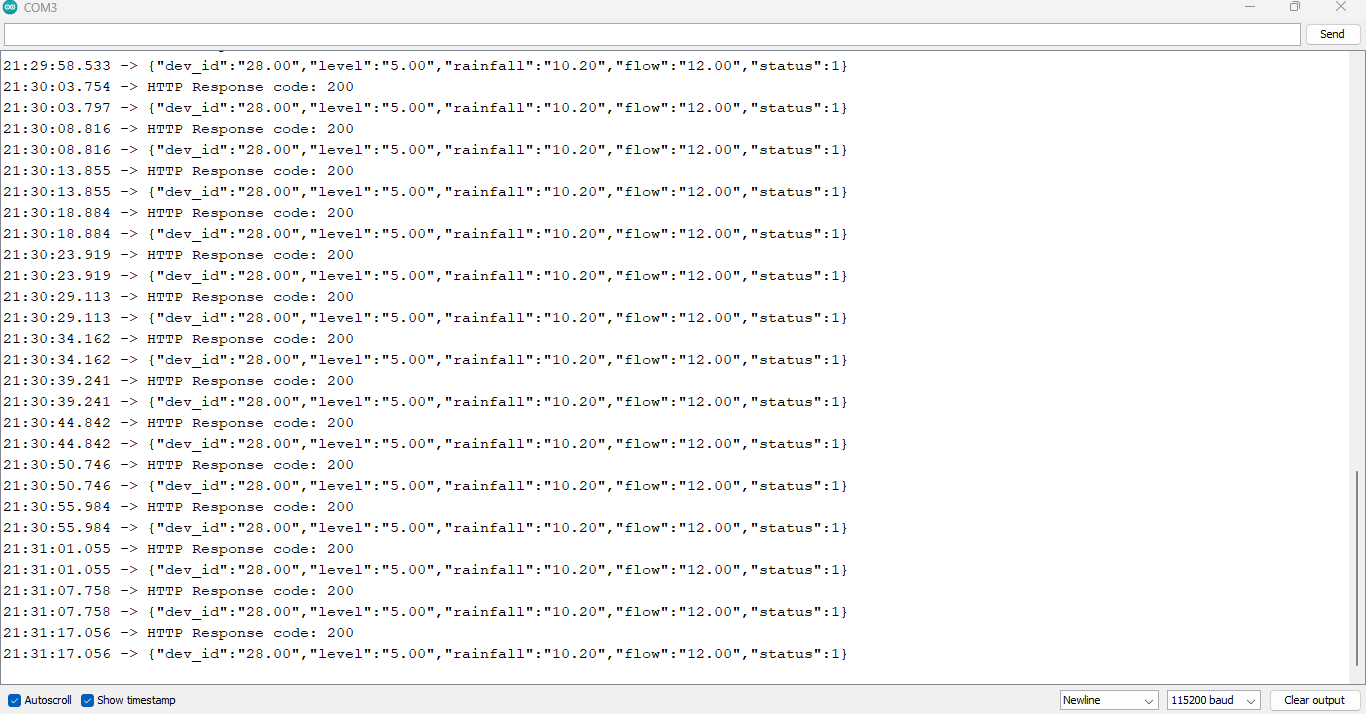 COM3
Send
21:29:58.533 -> {"dev_id":"28.00","level":"5.00","rainfall":"10.20","flow":"12.00","status":1}
21:30:03.754 -> HTTP Response code: 200
21:30:03.797 -> {"dev_id":"28.00","level":"5.00","rainfall":"10.20","flow":"12.00","status":1}
21:30:08.816 -> HTTP Response code: 200
21:30:08.816 -> {"dev_id":"28.00","level":"5.00","rainfall":"10.20","flow":"12.00","status":1}
21:30:13.855 -> HTTP Response code: 200
21:30:13.855 -> {"dev_id":"28.00","level":"5.00","rainfall":"10.20","flow":"12.00","status":1}
21:30:18.884 -> HTTP Response code: 200
21:30:18.884 -> {"dev_id":"28.00","level":"5.00","rainfall":"10.20","flow":"12.00","status":1}
21:30:23.919 -> HTTP Response code: 200
21:30:23.919 -> {"dev_id":"28.00","level":"5.00","rainfall":"10.20","flow":"12.00","status":1}
21:30:29.113 -> HTTP Response code: 200
21:30:29.113 -> {"dev_id":"28.00","level":"5.00","rainfall":"10.20","flow":"12.00","status":1}
21:30:34.162 -> HTTP Response code: 200
21:30:34.162 -> {"dev_id":"28.00","level":"5.00","rainfall":"10.20","flow":"12.00","status":1}
21:30:39.241 -> HTTP Response code: 200
21:30:39.241 -> {"dev_id":"28.00","level":"5.00","rainfall":"10.20","flow":"12.00","status":1}
21:30:44.842 -> HTTP Response code: 200
21:30:44.842 -> {"dev_id":"28.00","level":"5.00","rainfall":"10.20","flow":"12.00","status":1}
21:30:50.746 -> HTTP Response code: 200
21:30:50.746 -> {"dev_id":"28.00","level":"5.00","rainfall":"10.20","flow":"12.00","status":1}
21:30:55.984 -> HTTP Response code: 200
21:30:55.984 -> {"dev_id":"28.00","level":"5.00","rainfall":"10.20","flow":"12.00","status":1}
21:31:01.055 -> HTTP Response code: 200
21:31:01.055 -> {"dev_id":"28.00","level":"5.00","rainfall":"10.20","flow":"12.00","status":1}
21:31:07.758 -> HTTP Response code: 200
21:31:07.758 -> {"dev_id":"28.00","level":"5.00","rainfall":"10.20","flow":"12.00","status":1}
21:31:17.056 -> HTTP Response code: 200
21:31:17.056 -> {"dev_id":"28.00","level":"5.00","rainfall":"10.20","flow":"12.00","status":1}
Autoscroll Show timestamp Newline 115200 baud Clear output